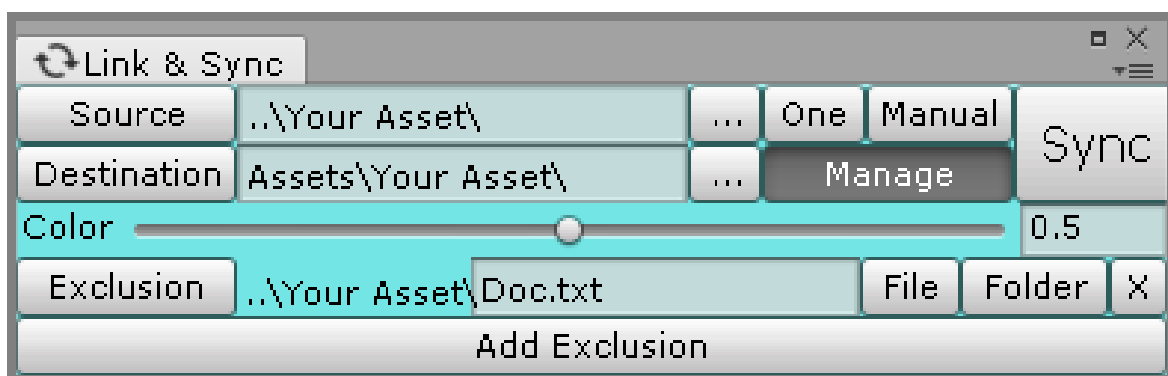 Link & Sync
Source ..\Your Asset\ ... One Manual Sync
Destination Assets\Your Asset\ ... Manage
Color 0.5
Exclusion ..\Your Asset\ Doc.txt File Folder X
Add Exclusion